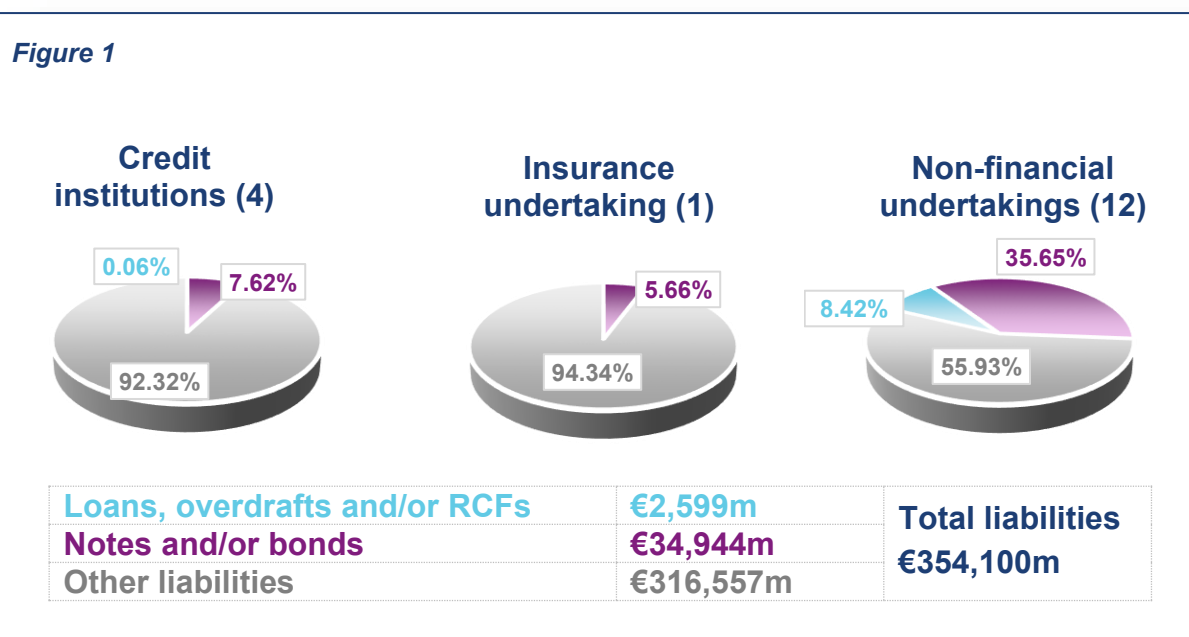 Figure 1
Credit
institutions (4)
Insurance
undertaking (1)
Non-financial
undertakings (12)
0.06%
7.62%
92.32%
5.66%
94.34%
35.65%
8.42%
55.93%
Loans, overdrafts and/or RCFs
€2,599m
Notes and/or bonds
€34,944m
Other liabilities
€316,557m
Total liabilities
€354,100m